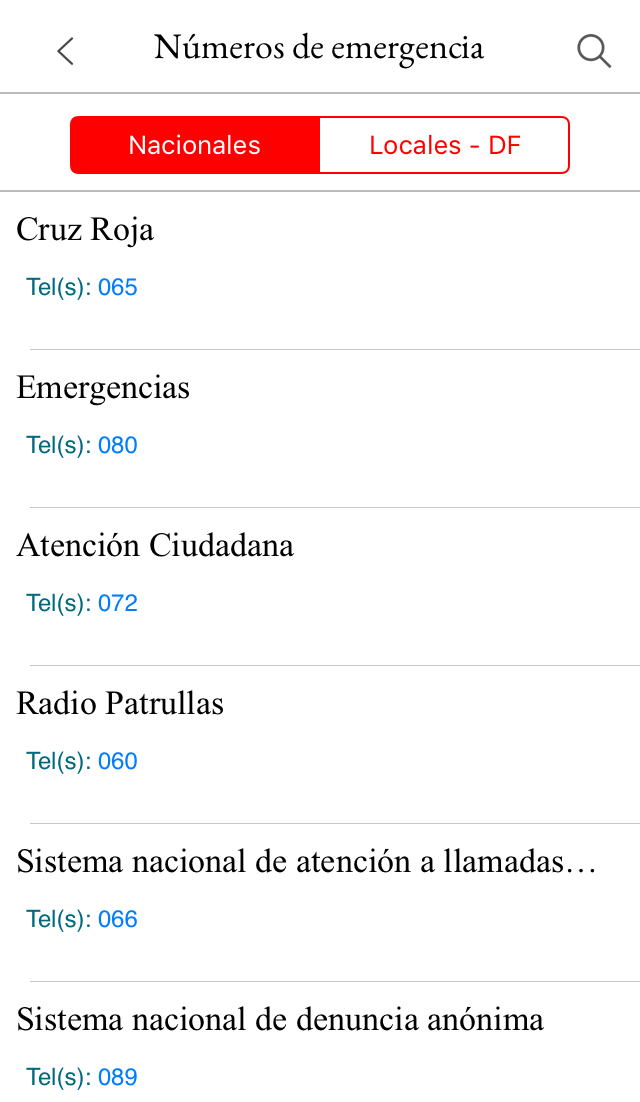 Números de emergencia
Nacionales
Locales - DF
Cruz Roja
Tel(s): 065
Emergencias
Tel(s): 080
Atención Ciudadana
Tel(s): 072
Radio Patrullas
Tel(s): 060
Sistema nacional de atención a llamadas…
Tel(s): 066
Sistema nacional de denuncia anónima
Tel(s): 089